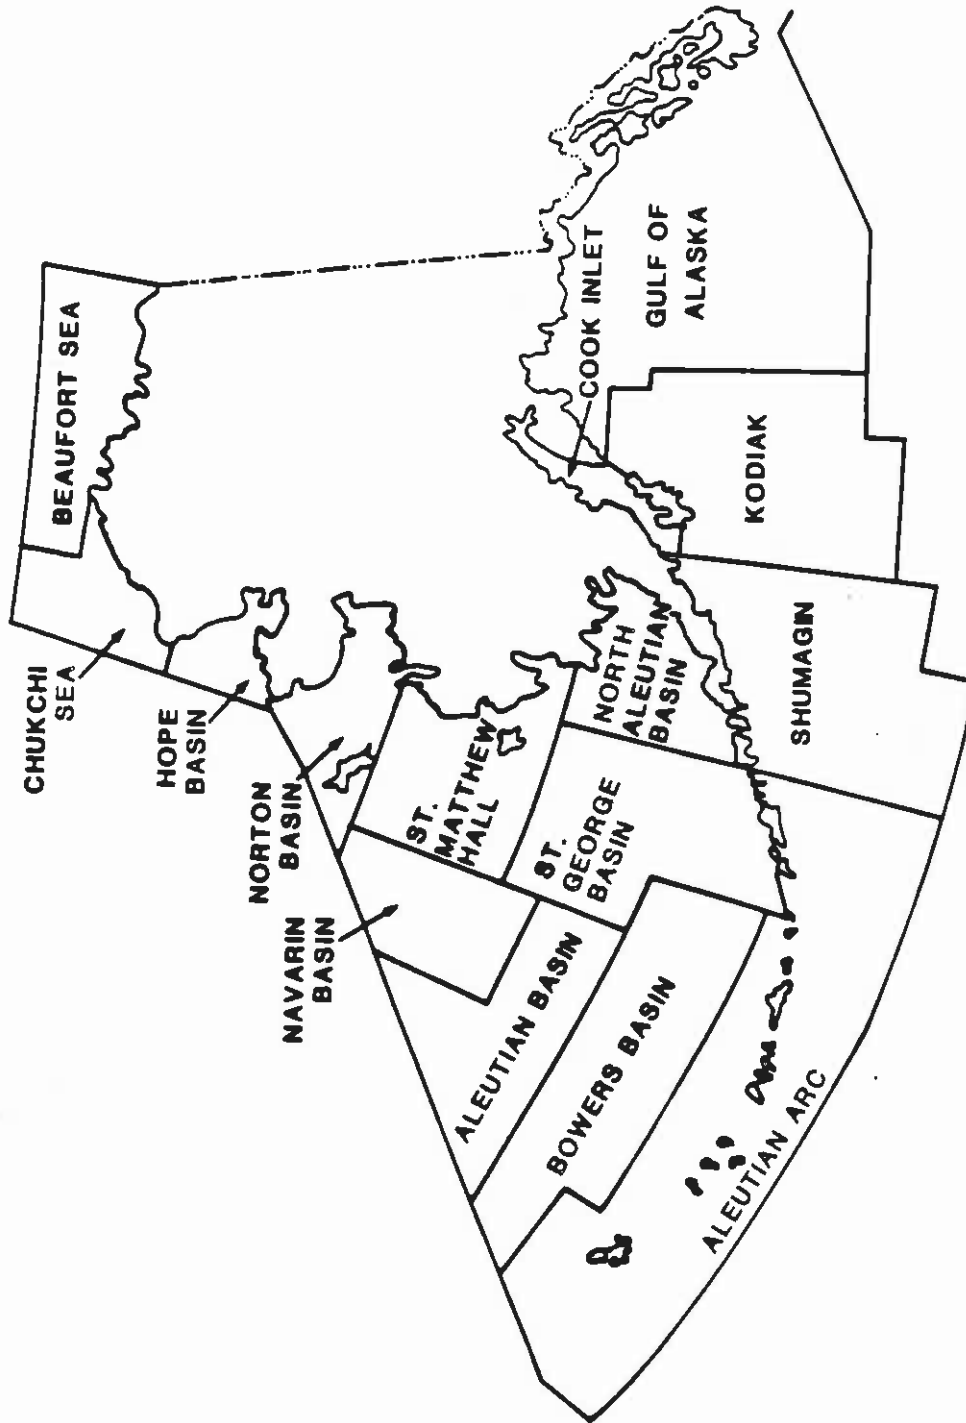 BEAUFORT SEA
CHUKCHI
SEA
HOPE
BASIN
NORTON
BASIN
NAVARIN
BASIN
ST.
MATTHEW
HALL
ST.
GEORGE
BASIN
NORTH
ALEUTIAN
BASIN
ALEUTIAN BASIN
BOWERS BASIN
ALEUTIAN ARC
SHUMAGIN
KODIAK
COOK INLET
GULF OF
ALASKA